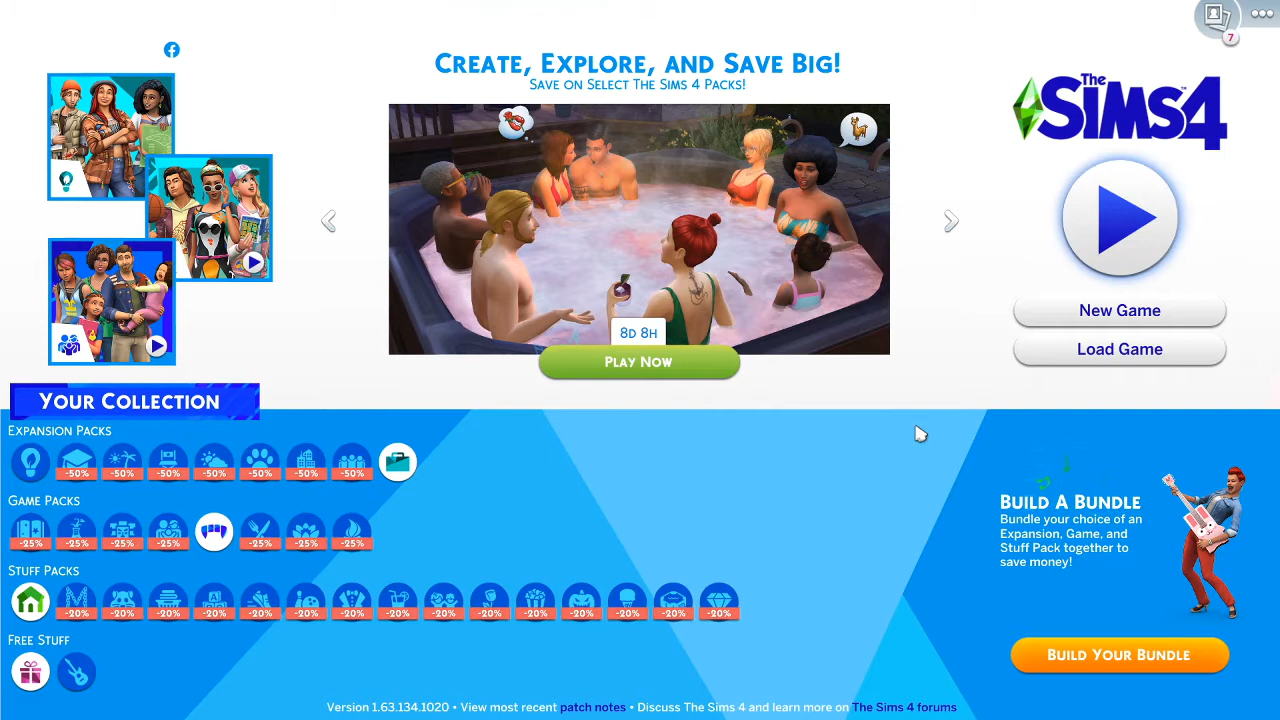 7
CREATE, EXPLORE, AND SAVE BIG!
SAVE ON SELECT THE SIMS 4 PACKS!
THE SIMS4
8D 8H
PLAY NOW
New Game
Load Game
YOUR COLLECTION
EXPANSION PACKS
-50% -50% -50% -50% -50% -50% -50%
GAME PACKS
-25% -25% -25% -25% -25% -25% -25%
STUFF PACKS
-20% -20% -20% -20% -20% -20% -20% -20% -20% -20% -20% -20% -20% -20% -20%
FREE STUFF
BUILD A BUNDLE
Bundle your choice of an
Expansion, Game, and
Stuff Pack together to
save money!
BUILD YOUR BUNDLE
Version 1.63.134.1020 • View most recent patch notes • Discuss The Sims 4 and learn more on The Sims 4 forums